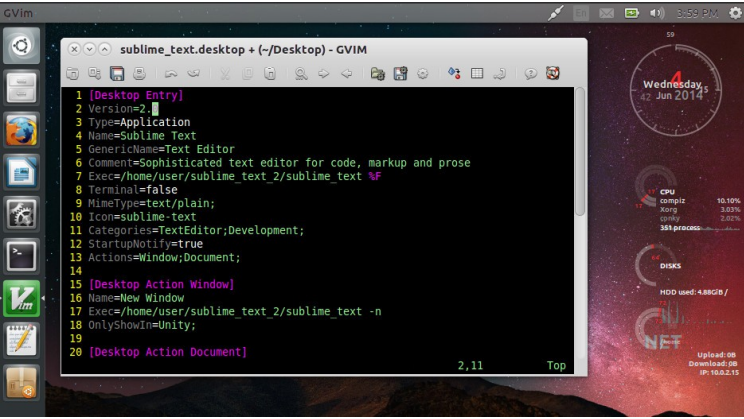 GVim
En
3:59 PM
sublime_text.desktop + (~/Desktop) - GVIM
1 [Desktop Entry]
2 Version=2.0
3 Type=Application
4 Name=Sublime Text
5 GenericName=Text Editor
6 Comment=Sophisticated text editor for code, markup and prose
7 Exec=/home/user/sublime_text_2/sublime_text %F
8 Terminal=false
9 MimeType=text/plain;
10 Icon=sublime-text
11 Categories=TextEditor;Development;
12 StartupNotify=true
13 Actions=Window;Document;
14
15 [Desktop Action Window]
16 Name=New Window
17 Exec=/home/user/sublime_text_2/sublime_text -n
18 OnlyShowIn=Unity;
19
20 [Desktop Action Document]
2,11 Top
Vim
59
4
Wednesday
15
42 Jun 2014
CPU
compiz 10.10%
Xorg 3.03%
conky 2.02%
351 process
DISKS
HDD used: 4.88GiB /
NET
Upload: 0B
Download: 0B
IP: 10.0.2.15